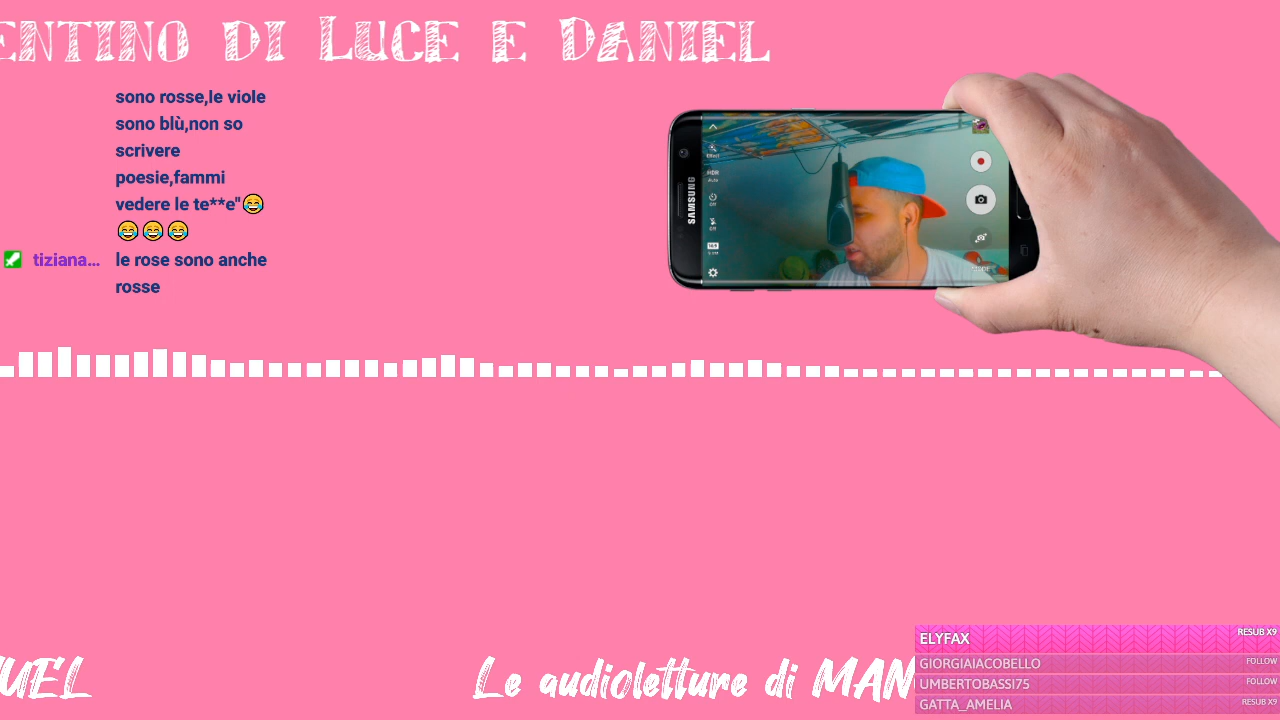 ENTINO DI LUCE E DANIEL
sono rosse,le viole
sono blù,non so
scrivere
poesie,fammi
vedere le te**e"😂
😂😂😂
tiziana... le rose sono anche
rosse
SAMSUNG
HDR
MODE
UEL
Le audioletture di MAN
ELYFAX RESUB X9
GIORGIAIACOBELLO FOLLOW
UMBERTOBASSI75 FOLLOW
GATTA_AMELIA RESUB X9